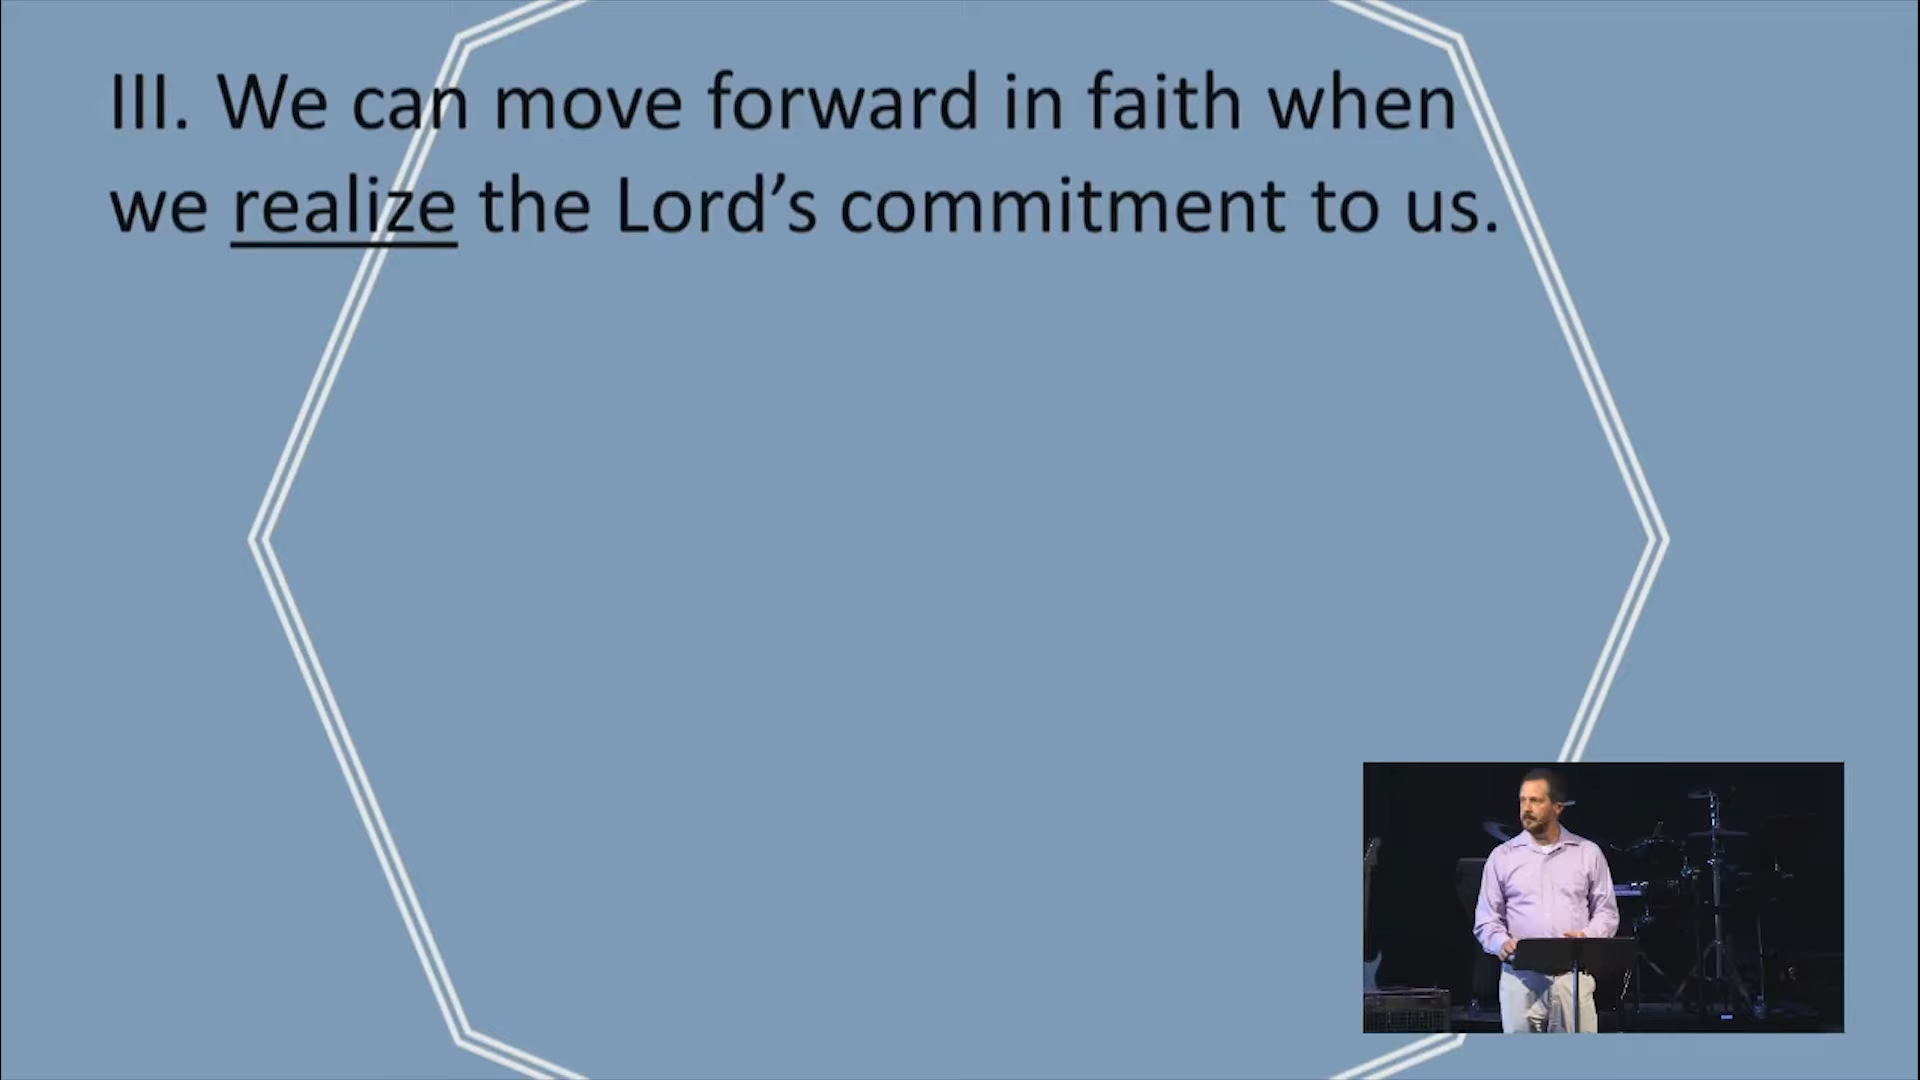 III. We can move forward in faith when
we realize the Lord’s commitment to us.